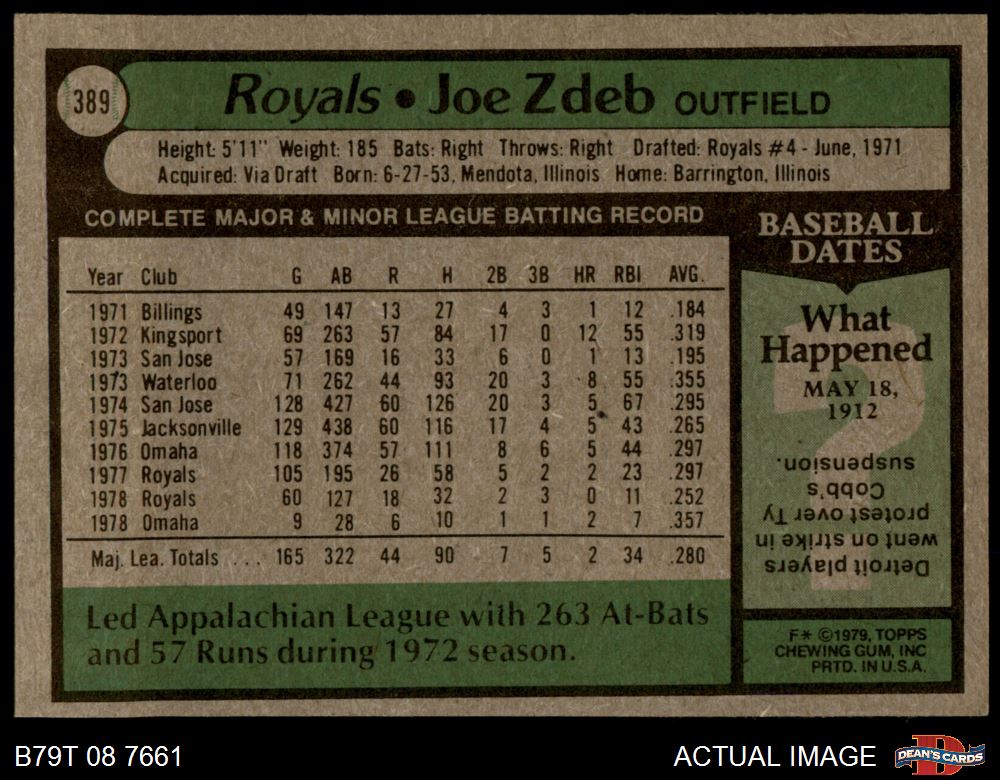 389
Royals • Joe Zdeb OUTFIELD
Height: 5'11" Weight: 185 Bats: Right Throws: Right Drafted: Royals #4 - June, 1971
Acquired: Via Draft Born: 6-27-53, Mendota, Illinois Home: Barrington, Illinois
COMPLETE MAJOR & MINOR LEAGUE BATTING RECORD
Year Club G AB R H 2B 3B HR RBI AVG.
1971 Billings 49 147 13 27 4 3 1 12 .184
1972 Kingsport 69 263 57 84 17 0 12 55 .319
1973 San Jose 57 169 16 33 6 0 1 13 .195
1973 Waterloo 71 262 44 93 20 3 8 55 .355
1974 San Jose 128 427 60 126 20 3 5 67 .295
1975 Jacksonville 129 438 60 116 17 4 5 43 .265
1976 Omaha 118 374 57 111 8 6 5 44 .297
1977 Royals 105 195 26 58 5 2 2 23 .297
1978 Royals 60 127 18 32 2 3 0 11 .252
1978 Omaha 9 28 6 10 1 1 2 7 .357
Maj. Lea. Totals . . . 165 322 44 90 7 5 2 34 .280
Led Appalachian League with 263 At-Bats
and 57 Runs during 1972 season.
BASEBALL
DATES
What
Happened
MAY 18,
1912
?
Detroit players
went on strike in
protest over Ty
Cobb's
suspension.
F* ©1979, TOPPS
CHEWING GUM, INC
PRTD. IN U.S.A.
B79T 08 7661
ACTUAL IMAGE
D
DEAN'S CARDS